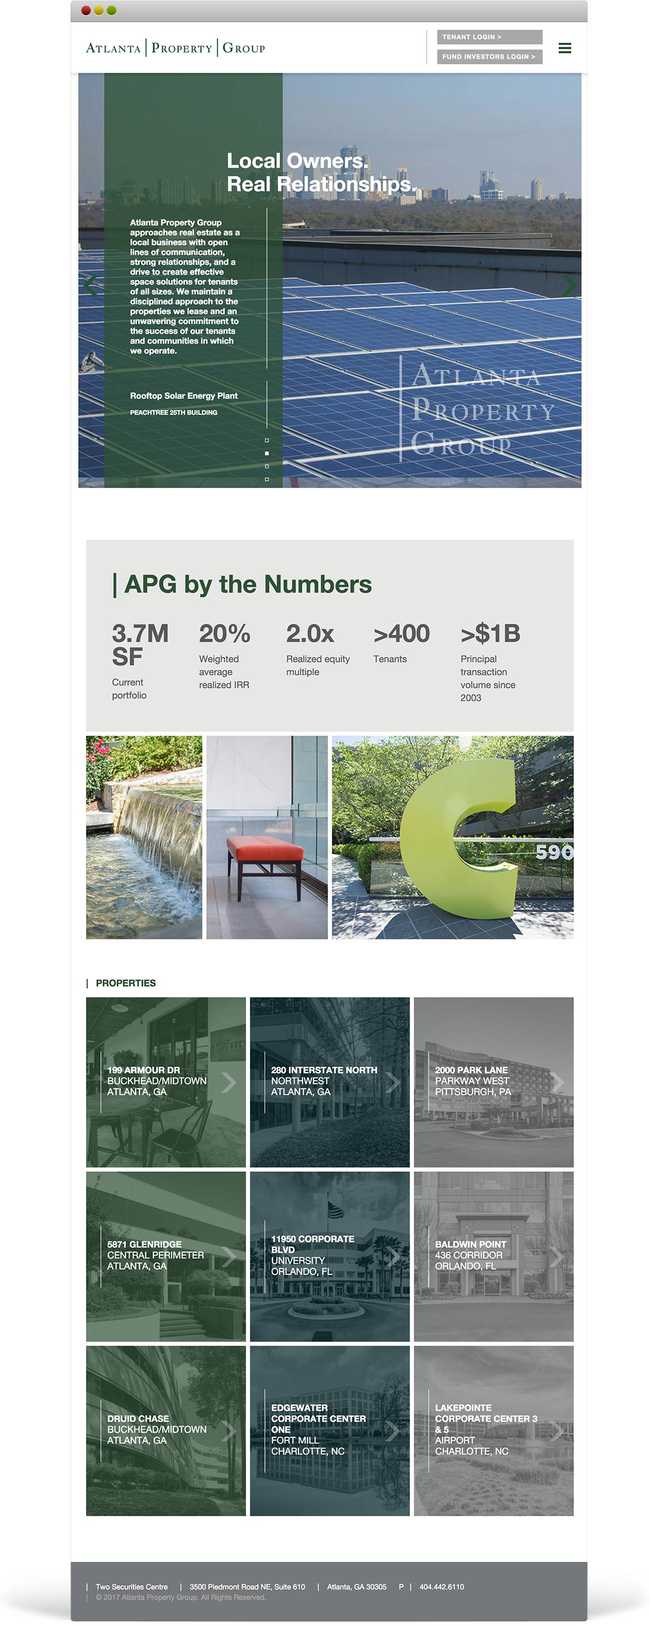 Atlanta | Property | Group
TENANT LOGIN >
FUND INVESTORS LOGIN >
Local Owners.
Real Relationships.
Atlanta Property Group
approaches real estate as a
local business with open
lines of communication,
strong relationships, and a
drive to create effective
space solutions for tenants
of all sizes. We maintain a
disciplined approach to the
properties we lease and an
unwavering commitment to
the success of our tenants
and communities in which
we operate.
Rooftop Solar Energy Plant
PEACHTREE 25TH BUILDING
Atlanta
Property
Group
| APG by the Numbers
3.7M
SF
Current
portfolio
20%
Weighted
average
realized IRR
2.0x
Realized equity
multiple
>400
Tenants
>$1B
Principal
transaction
volume since
2003
590
| PROPERTIES
199 ARMOUR DR
BUCKHEAD/MIDTOWN
ATLANTA, GA
280 INTERSTATE NORTH
NORTHWEST
ATLANTA, GA
2000 PARK LANE
PARKWAY WEST
PITTSBURGH, PA
5871 GLENRIDGE
CENTRAL PERIMETER
ATLANTA, GA
11950 CORPORATE
BLVD
UNIVERSITY
ORLANDO, FL
BALDWIN POINT
436 CORRIDOR
ORLANDO, FL
DRUID CHASE
BUCKHEAD/MIDTOWN
ATLANTA, GA
EDGEWATER
CORPORATE CENTER
ONE
FORT MILL
CHARLOTTE, NC
LAKEPOINTE
CORPORATE CENTER 3
& 5
AIRPORT
CHARLOTTE, NC
| Two Securities Centre | 3500 Piedmont Road NE, Suite 610 | Atlanta, GA 30305 P | 404.442.6110
| © 2017 Atlanta Property Group. All Rights Reserved.